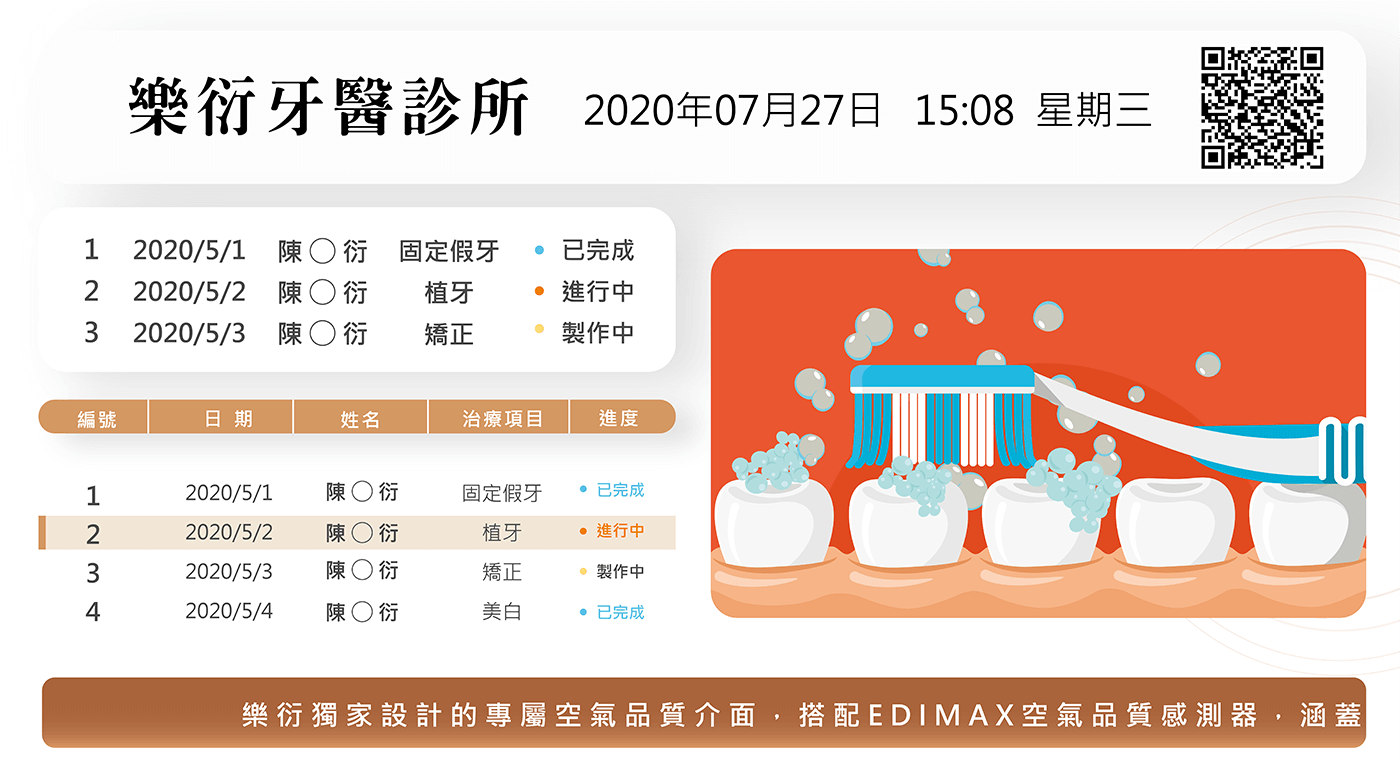 樂衍牙醫診所 2020年07月27日 15:08 星期三
1 2020/5/1 陳〇衍 固定假牙 • 已完成
2 2020/5/2 陳〇衍 植牙 • 進行中
3 2020/5/3 陳〇衍 矯正 • 製作中
編號 日期 姓名 治療項目 進度
1 2020/5/1 陳〇衍 固定假牙 • 已完成
2 2020/5/2 陳〇衍 植牙 • 進行中
3 2020/5/3 陳〇衍 矯正 • 製作中
4 2020/5/4 陳〇衍 美白 • 已完成
樂衍獨家設計的專屬空氣品質介面，搭配EDIMAX空氣品質感測器，涵蓋